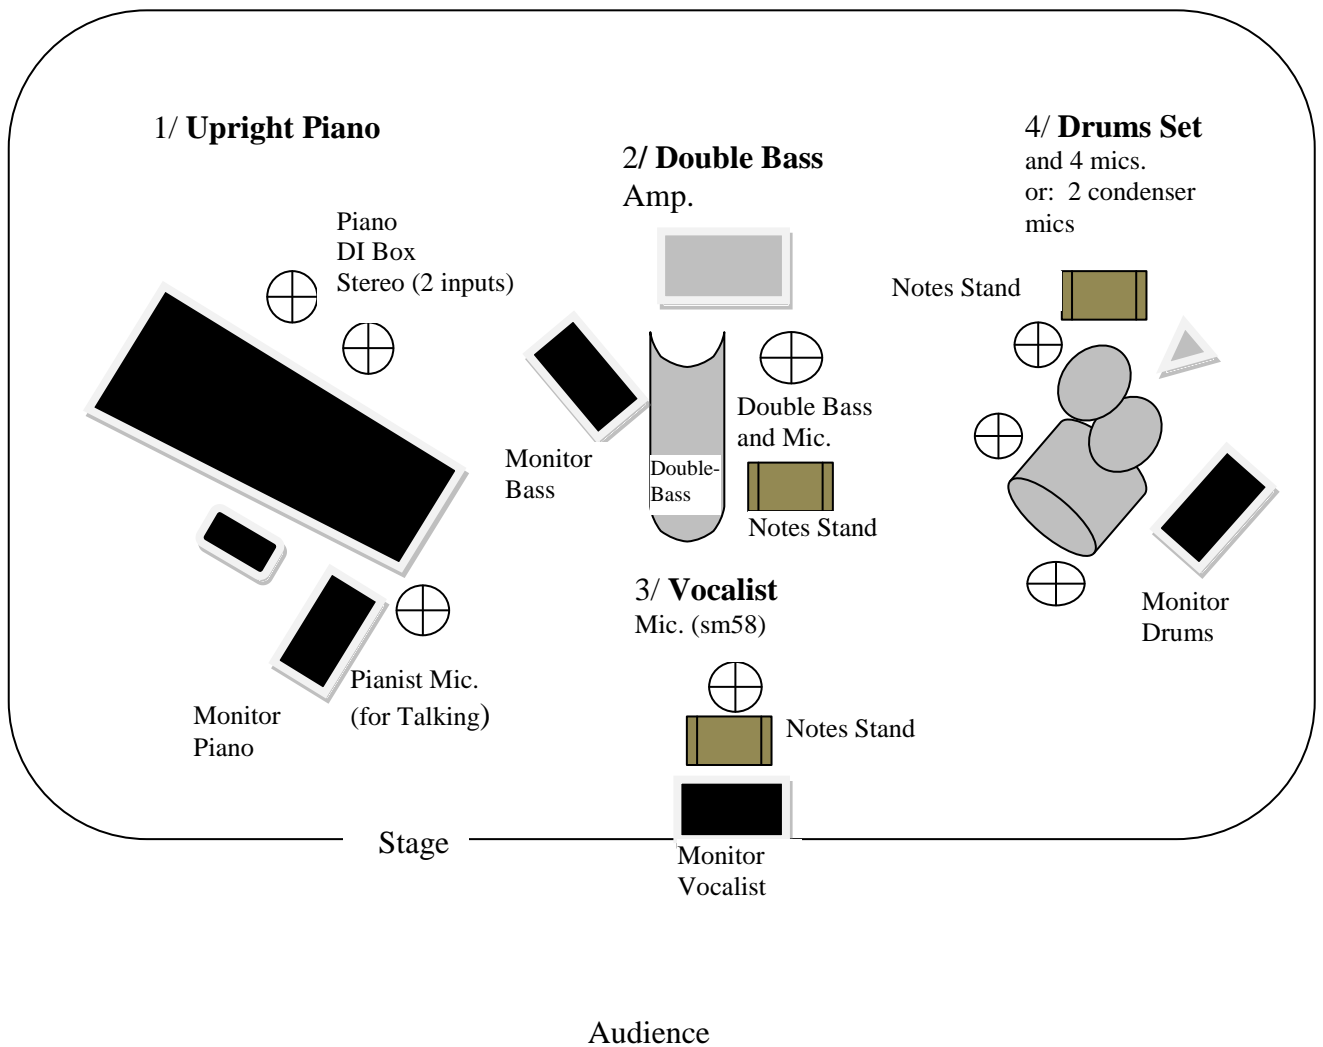 1/ Upright Piano
Piano
DI Box
Stereo (2 inputs)
Monitor
Piano
Pianist Mic.
(for Talking)
2/ Double Bass
Amp.
Monitor
Bass
Double-
Bass
Double Bass
and Mic.
Notes Stand
3/ Vocalist
Mic. (sm58)
Notes Stand
Monitor
Vocalist
4/ Drums Set
and 4 mics.
or:  2 condenser
mics
Notes Stand
Monitor
Drums
Stage
Audience